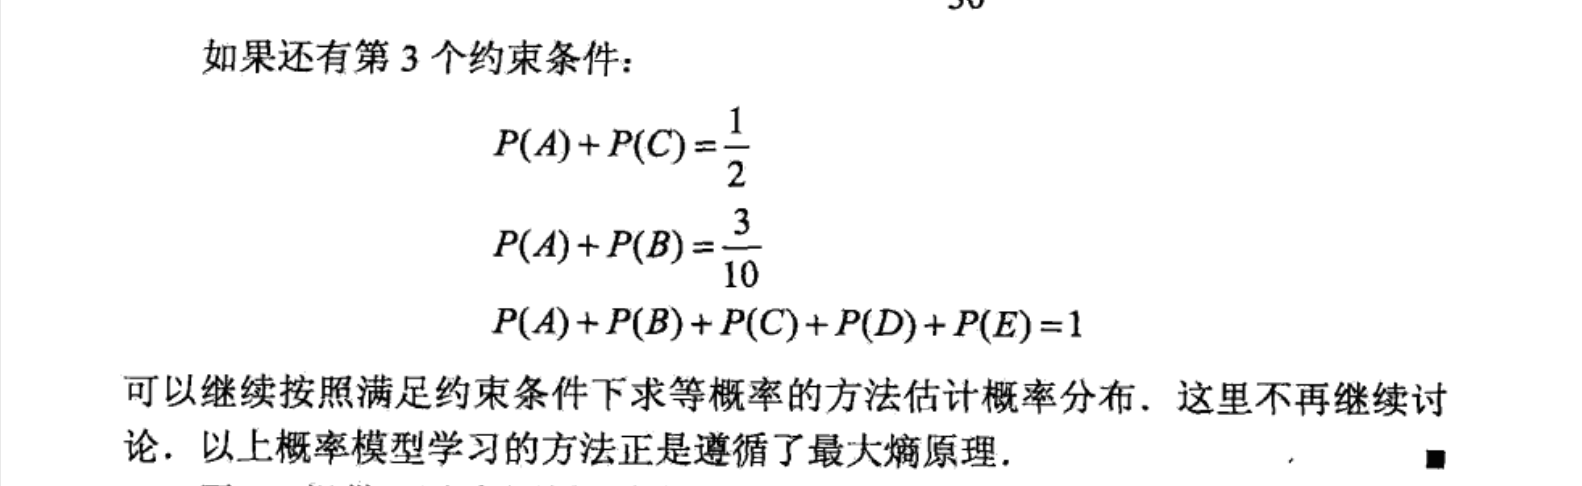 如果还有第 3 个约束条件：
P(A) + P(C) = 1/2
P(A) + P(B) = 3/10
P(A) + P(B) + P(C) + P(D) + P(E) = 1
可以继续按照满足约束条件下求等概率的方法估计概率分布．这里不再继续讨
论．以上概率模型学习的方法正是遵循了最大熵原理． ■